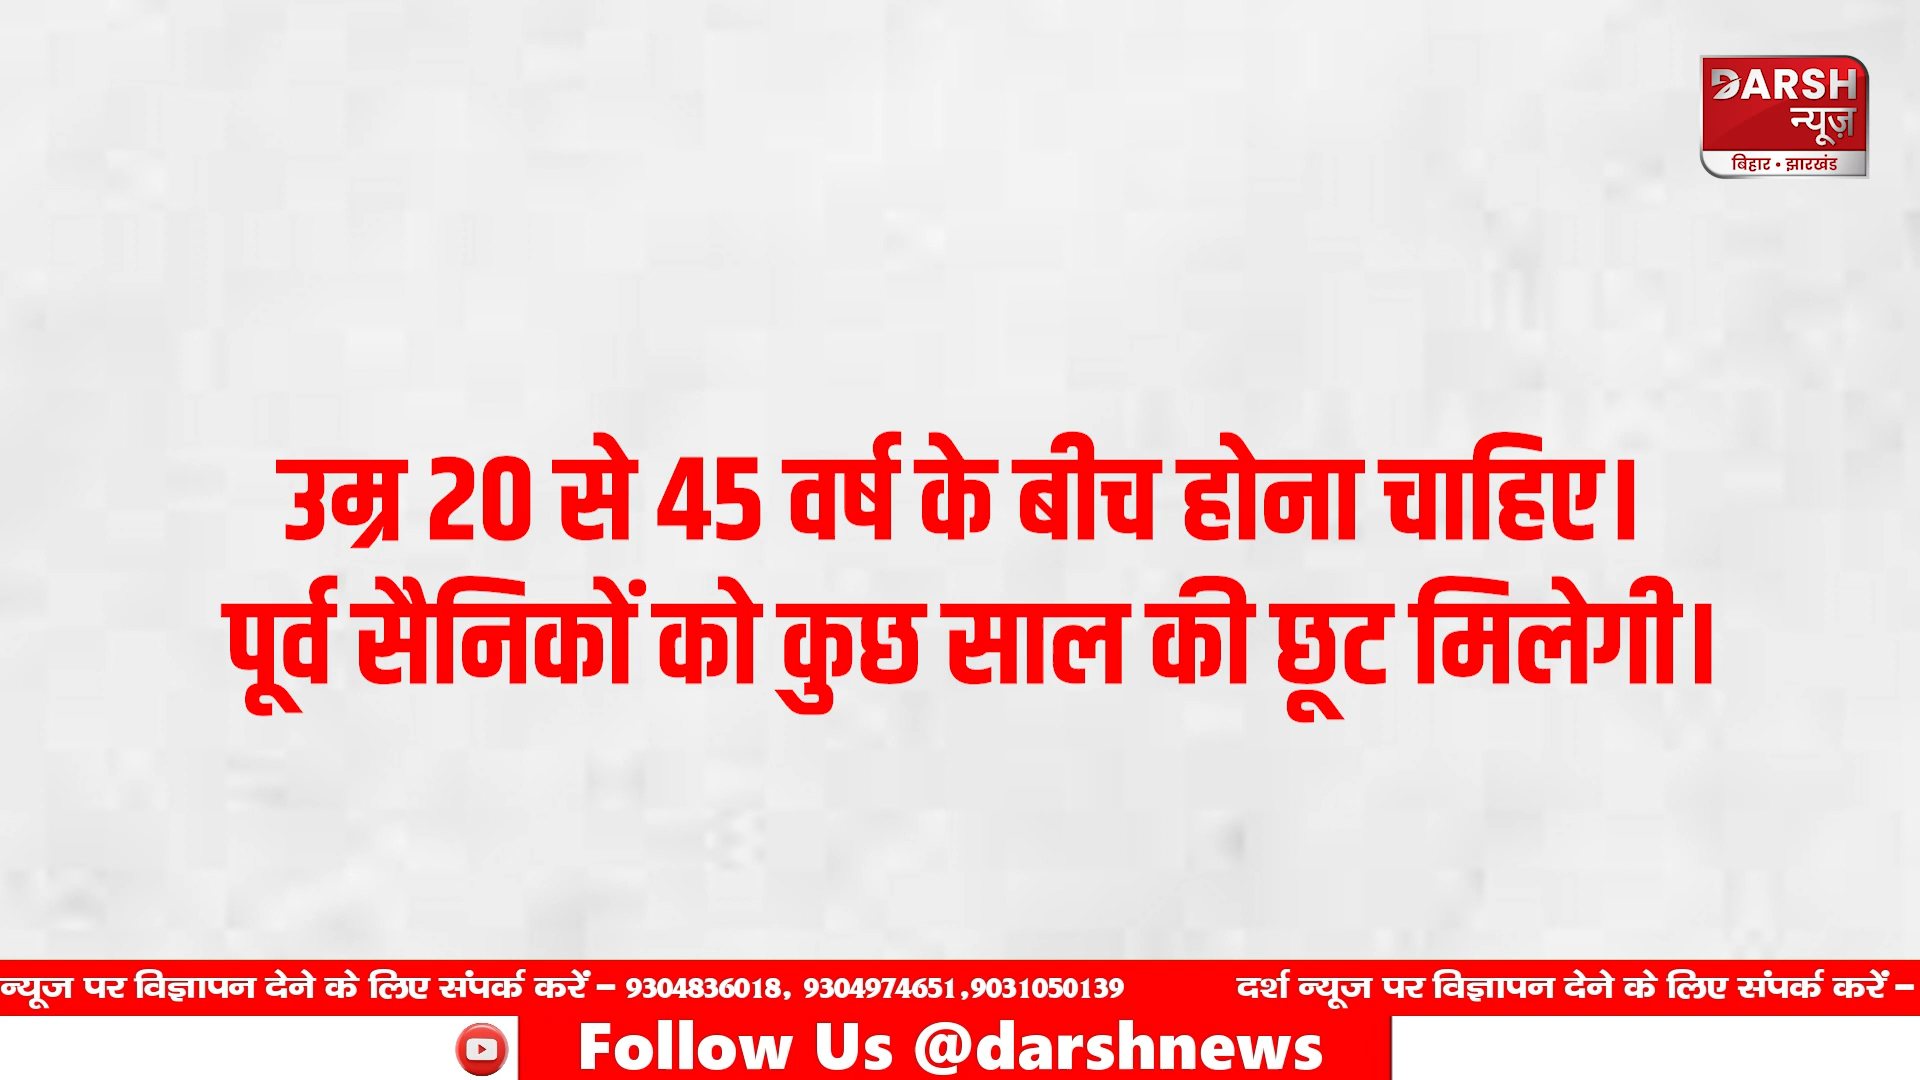 DARSH
न्यूज़
बिहार • झारखंड
उम्र 20 से 45 वर्ष के बीच होना चाहिए।
पूर्व सैनिकों को कुछ साल की छूट मिलेगी।
न्यूज पर विज्ञापन देने के लिए संपर्क करें – 9304836018, 9304974651,9031050139 दर्श न्यूज पर विज्ञापन देने के लिए संपर्क करें –
Follow Us @darshnews